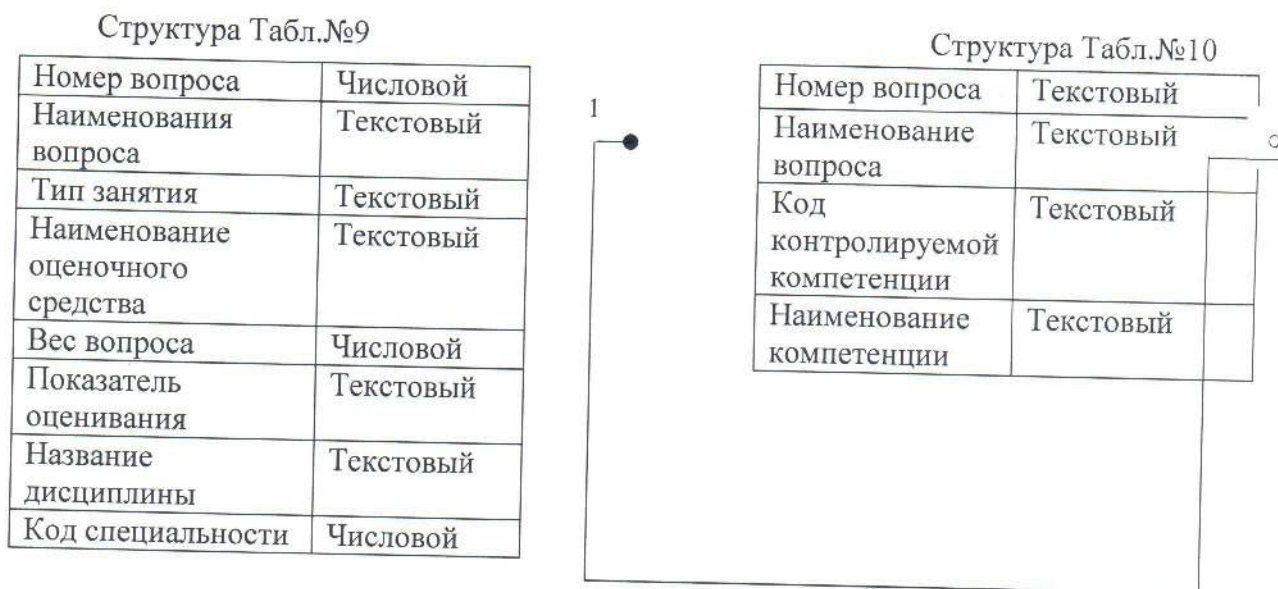 Структура Табл.№9
Номер вопроса Числовой
Наименования Текстовый
вопроса
Тип занятия Текстовый
Наименование Текстовый
оценочного
средства
Вес вопроса Числовой
Показатель Текстовый
оценивания
Название Текстовый
дисциплины
Код специальности Числовой
1
Структура Табл.№10
Номер вопроса Текстовый
Наименование Текстовый
вопроса
Код Текстовый
контролируемой
компетенции
Наименование Текстовый
компетенции